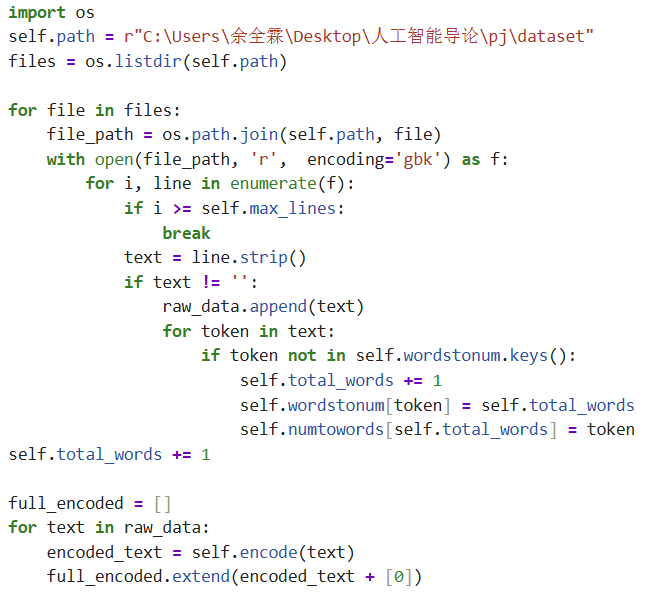 import os
self.path = r"C:\Users\余全霖\Desktop\人工智能导论\pj\dataset"
files = os.listdir(self.path)

for file in files:
    file_path = os.path.join(self.path, file)
    with open(file_path, 'r',  encoding='gbk') as f:
        for i, line in enumerate(f):
            if i >= self.max_lines:
                break
            text = line.strip()
            if text != '':
                raw_data.append(text)
                for token in text:
                    if token not in self.wordstonum.keys():
                        self.total_words += 1
                        self.wordstonum[token] = self.total_words
                        self.numtowords[self.total_words] = token
self.total_words += 1

full_encoded = []
for text in raw_data:
    encoded_text = self.encode(text)
    full_encoded.extend(encoded_text + [0])